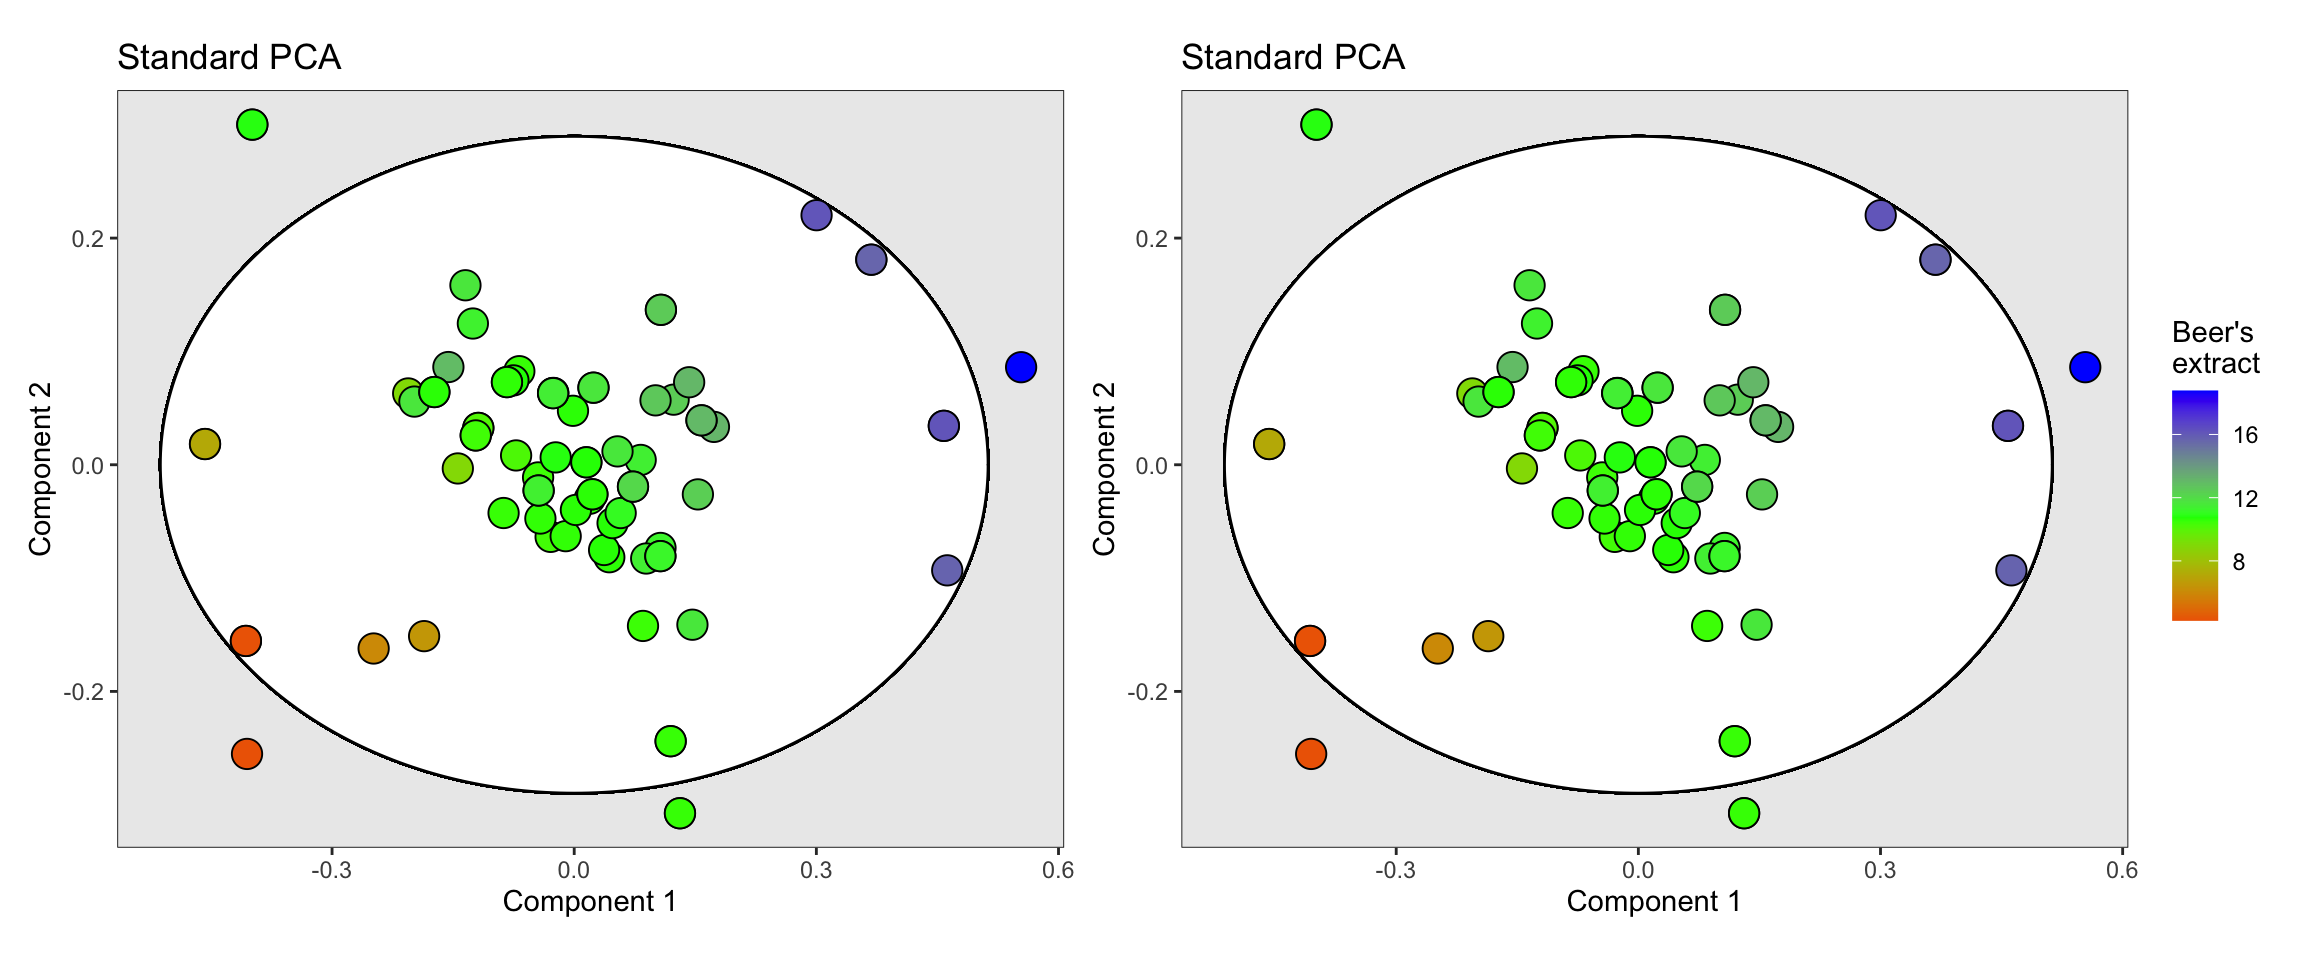 Standard PCA
Standard PCA
0.2
0.0
-0.2
Component 2
-0.3
0.0
0.3
0.6
Component 1
0.2
0.0
-0.2
Component 2
-0.3
0.0
0.3
0.6
Component 1
Beer's
extract
16
12
8